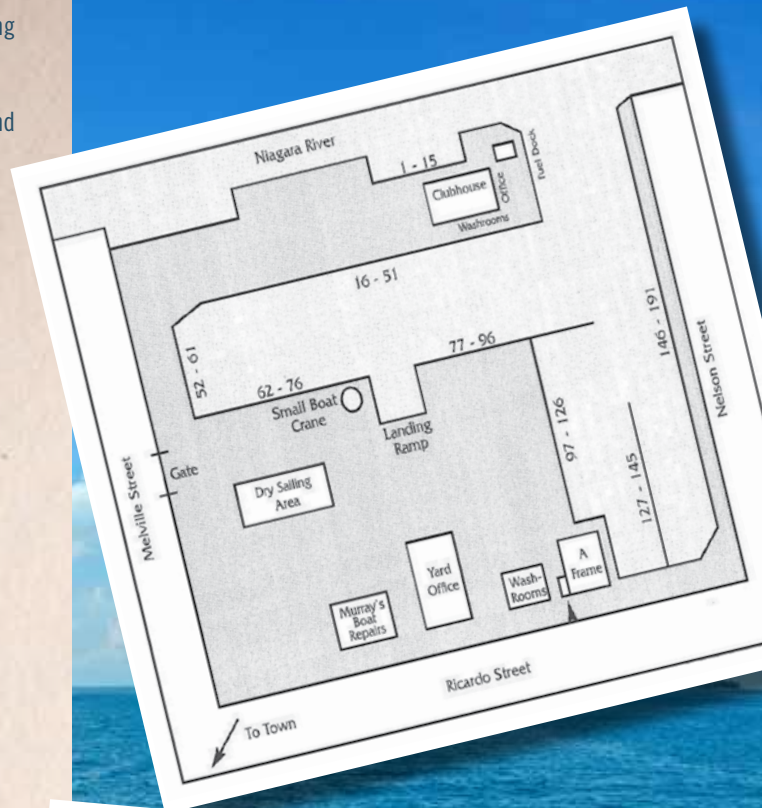 ng
nd
Niagara River
1 - 15
Fuel Dock
Clubhouse
Office
Washrooms
16 - 51
146 - 191
52 - 61
62 - 76
77 - 96
Small Boat
Crane
Landing
Ramp
97 - 126
127 - 145
Nelson Street
Melville Street
Gate
Dry Sailing
Area
Yard
Office
Wash-
Rooms
A
Frame
Murray's
Boat
Repairs
Ricardo Street
To Town